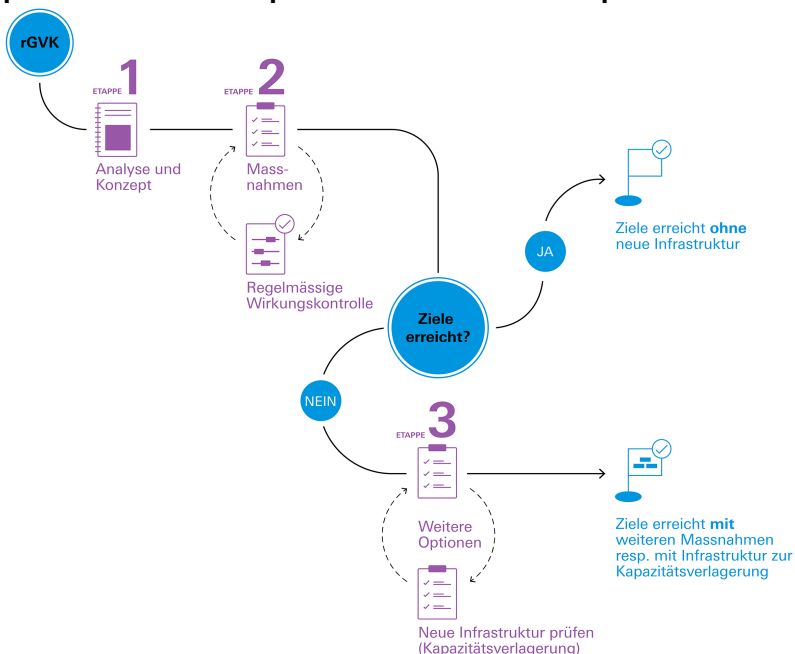 rGVK
ETAPPE 1
Analyse und
Konzept
ETAPPE 2
Mass-
nahmen
Regelmässige
Wirkungskontrolle
Ziele
erreicht?
JA
Ziele erreicht ohne
neue Infrastruktur
NEIN
ETAPPE 3
Weitere
Optionen
Neue Infrastruktur prüfen
(Kapazitätsverlagerung)
Ziele erreicht mit
weiteren Massnahmen
resp. mit Infrastruktur zur
Kapazitätsverlagerung